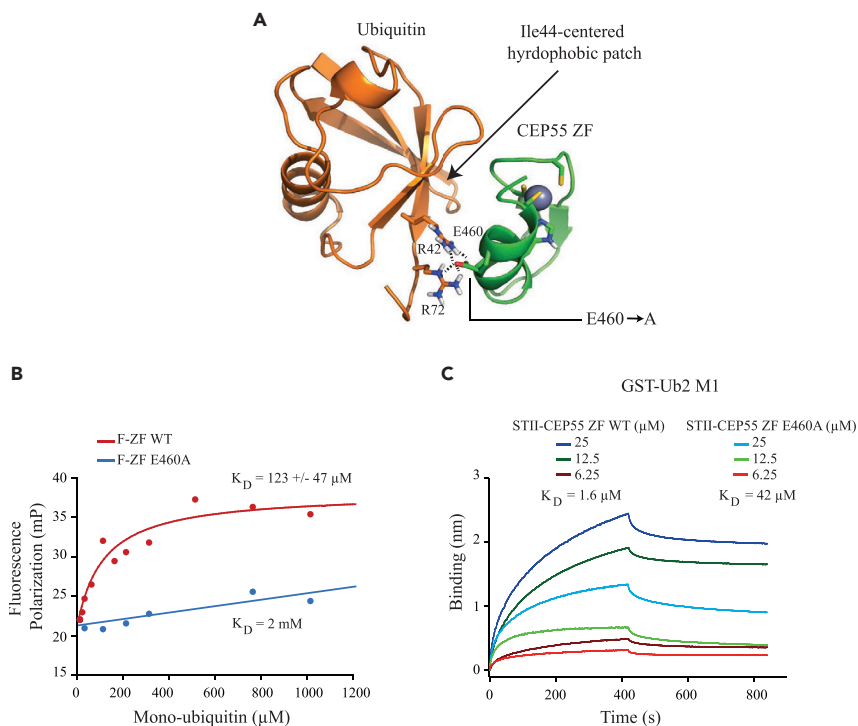 A
Ubiquitin
Ile44-centered
hyrdophobic patch
CEP55 ZF
E460
R42
R72
E460→A
B
F-ZF WT
F-ZF E460A
K_D = 123 +/- 47 µM
K_D = 2 mM
Fluorescence
Polarization (mP)
40
35
30
25
20
15
0 200 400 600 800 1000 1200
Mono-ubiquitin (µM)
C
GST-Ub2 M1
STII-CEP55 ZF WT (µM) STII-CEP55 ZF E460A (µM)
25 25
12.5 12.5
6.25 6.25
K_D = 1.6 µM K_D = 42 µM
Binding (nm)
3
2
1
0
0 200 400 600 800
Time (s)